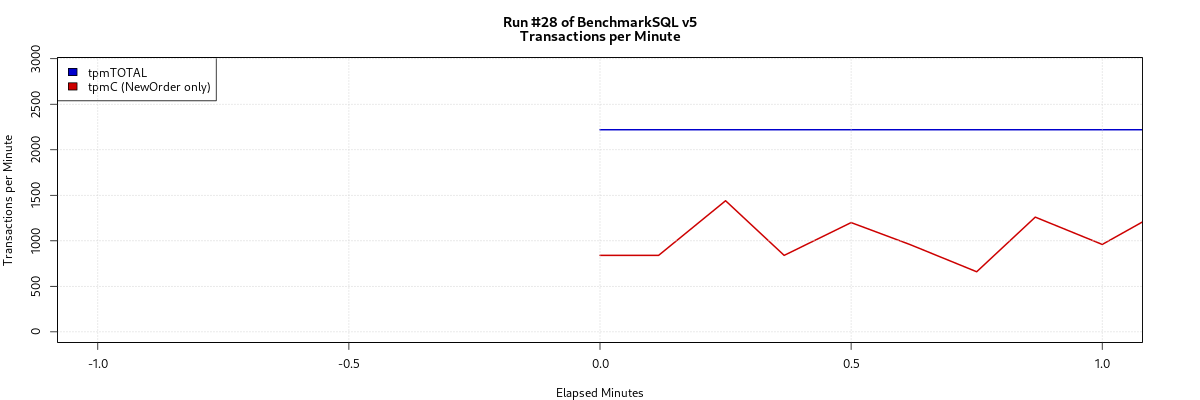 Run #28 of BenchmarkSQL v5
Transactions per Minute
tpmTOTAL
tpmC (NewOrder only)
Transactions per Minute
3000
2500
2000
1500
1000
500
0
-1.0
-0.5
0.0
0.5
1.0
Elapsed Minutes